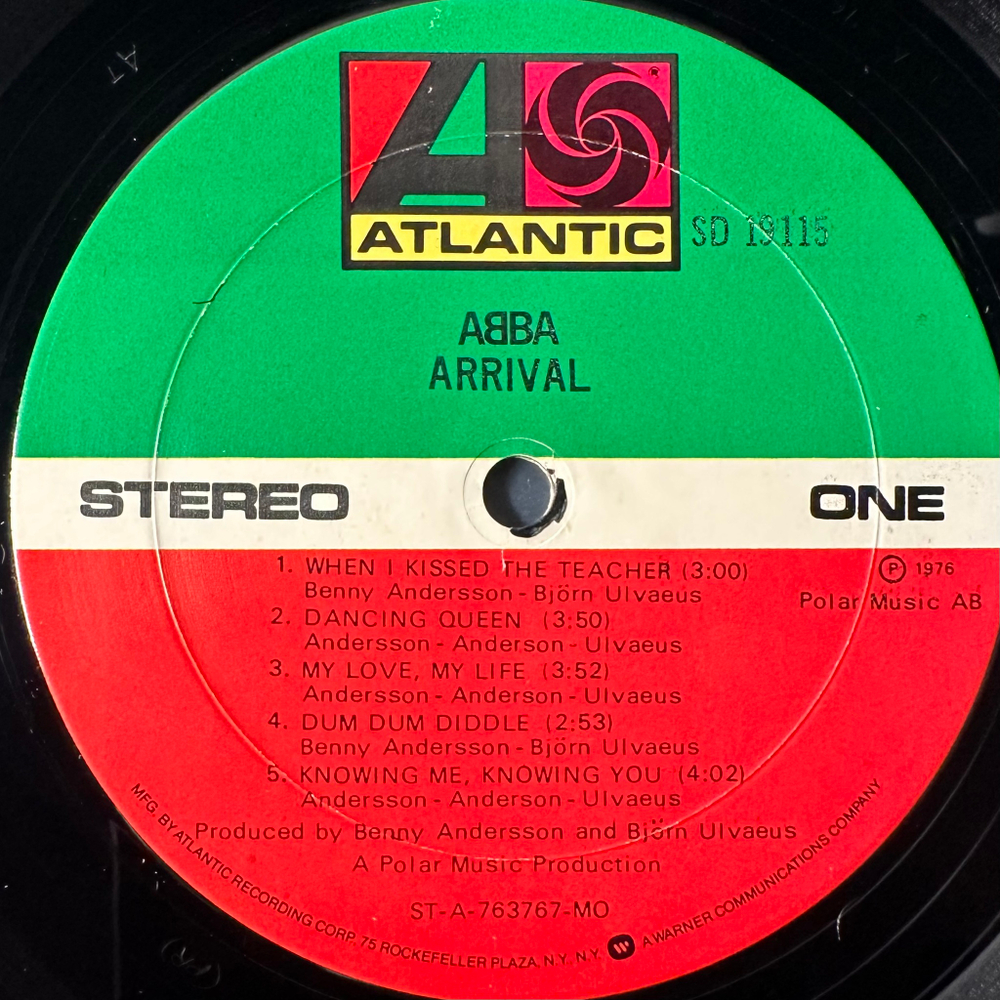 ATLANTIC
SD 19115
ABBA
ARRIVAL
STEREO
ONE
1. WHEN I KISSED THE TEACHER (3:00)
Benny Andersson - Björn Ulvaeus
2. DANCING QUEEN (3:50)
Andersson - Anderson - Ulvaeus
3. MY LOVE, MY LIFE (3:52)
Andersson - Anderson - Ulvaeus
4. DUM DUM DIDDLE (2:53)
Benny Andersson - Björn Ulvaeus
5. KNOWING ME, KNOWING YOU (4:02)
Andersson - Anderson - Ulvaeus
℗ 1976
Polar Music AB
Produced by Benny Andersson and Björn Ulvaeus
A Polar Music Production
ST-A-763767-MO
MFG. BY ATLANTIC RECORDING CORP. 75 ROCKEFELLER PLAZA, N.Y. N.Y. A WARNER COMMUNICATIONS COMPANY